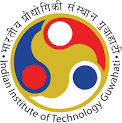 भारतीय प्रौद्योगिकी संस्थान गुवाहाटी
Indian Institute of Technology Guwahati